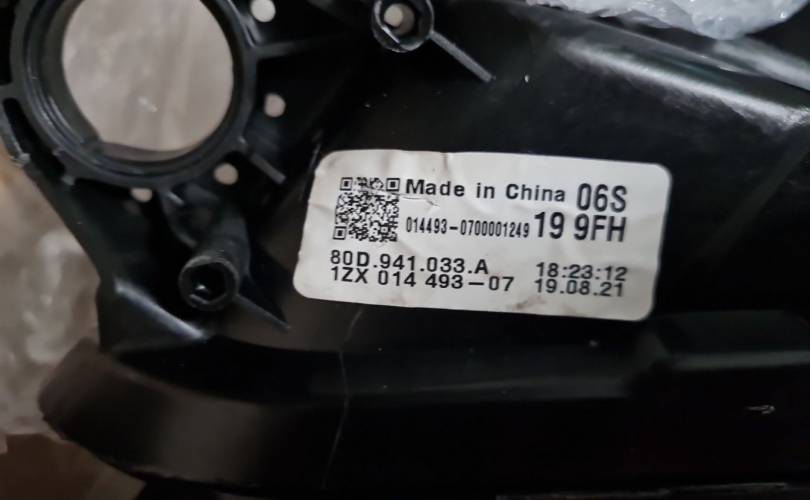 Made in China 06S
014493-0700001249 19 9FH
80D.941.033.A 18:23:12
1ZX 014 493-07 19.08.21